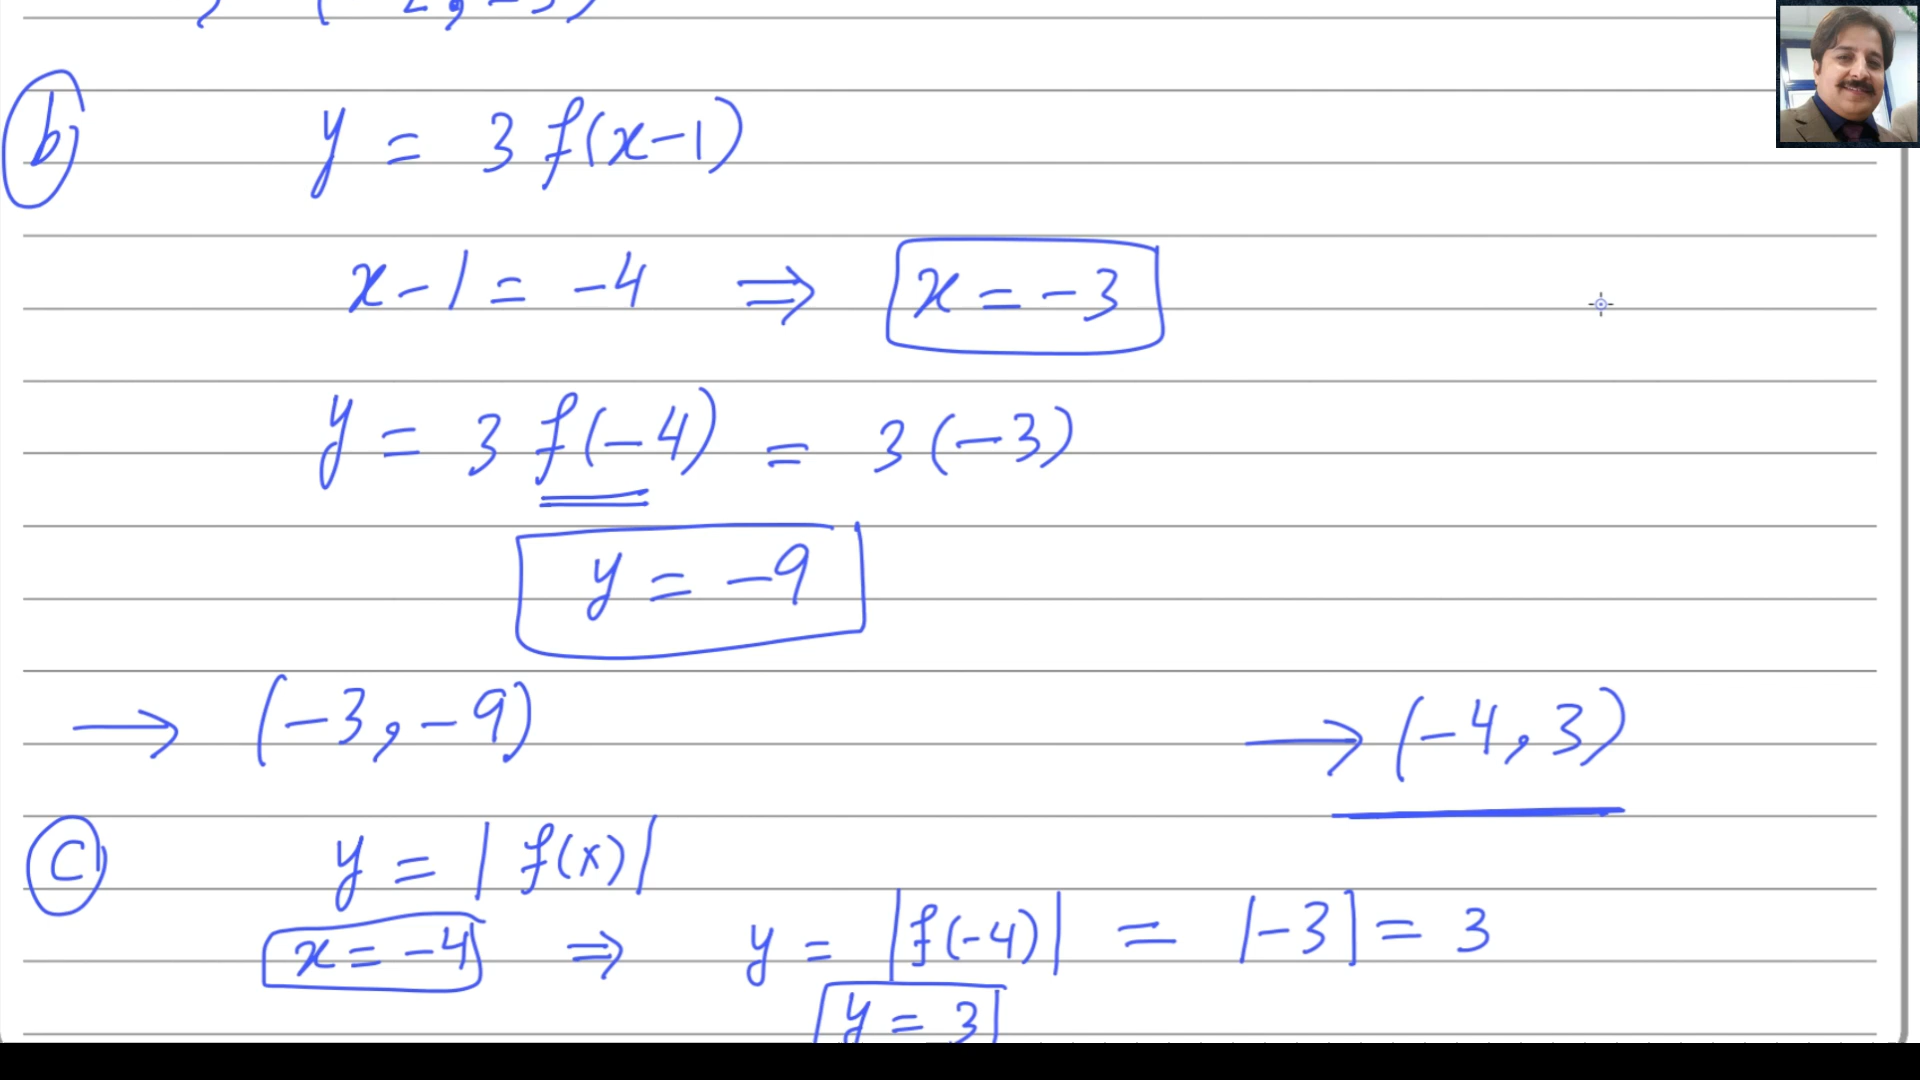 b) y = 3 f(x-1)
x-1 = -4 ⇒ x = -3
y = 3 f(-4) = 3(-3)
y = -9
→ (-3, -9)
→ (-4, 3)
c) y = |f(x)|
x = -4 ⇒ y = |f(-4)| = |-3| = 3
y = 3